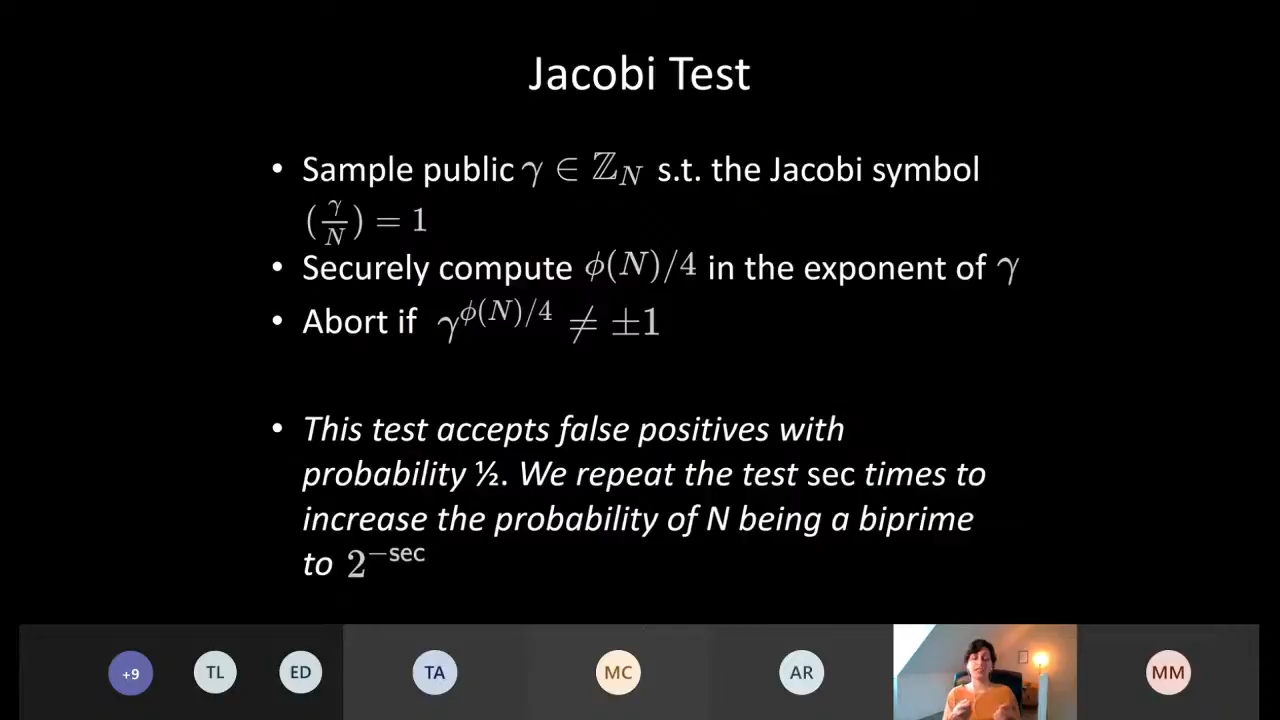 Jacobi Test
• Sample public γ ∈ ℤ_N s.t. the Jacobi symbol
(γ/N) = 1
• Securely compute ϕ(N)/4 in the exponent of γ
• Abort if γ^{ϕ(N)/4} ≠ ±1
• This test accepts false positives with
probability ½. We repeat the test sec times to
increase the probability of N being a biprime
to 2^{−sec}
+9 TL ED TA MC AR MM